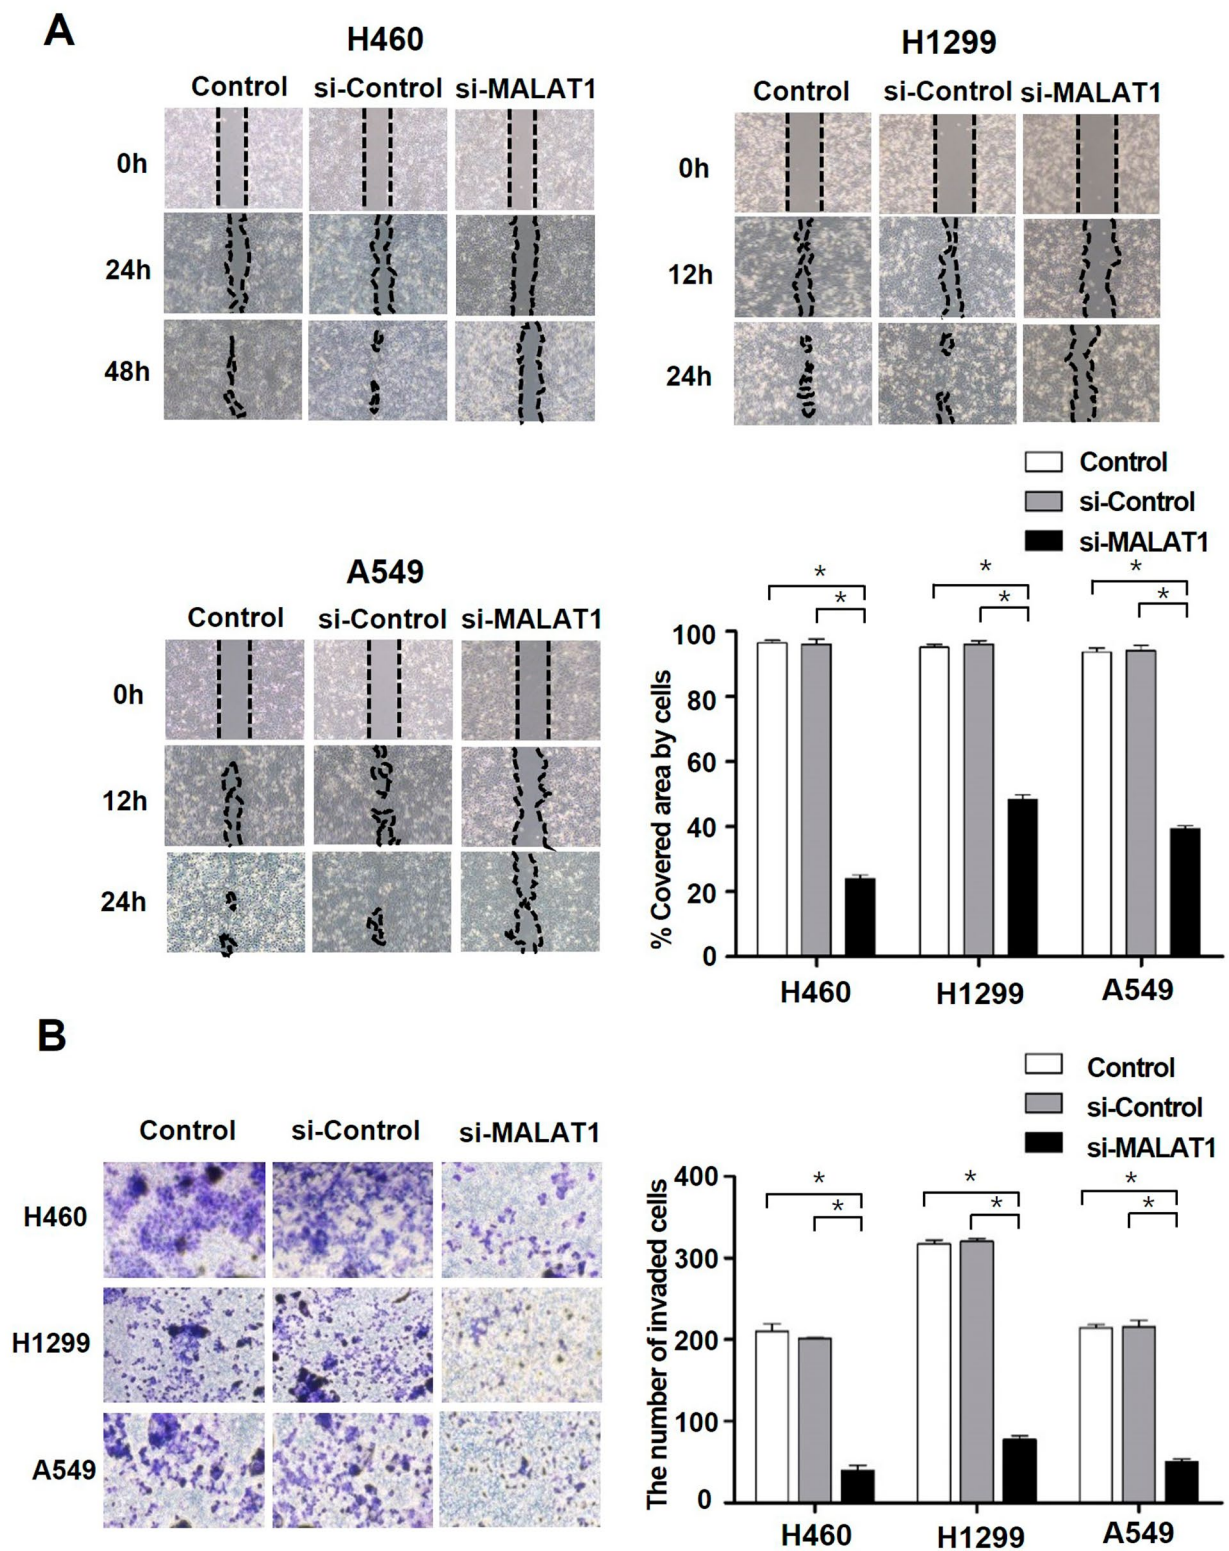 A
H460
Control si-Control si-MALAT1
0h
24h
48h
H1299
Control si-Control si-MALAT1
0h
12h
24h
A549
Control si-Control si-MALAT1
0h
12h
24h
Control
si-Control
si-MALAT1
* * *
* * *
% Covered area by cells
100
80
60
40
20
0
H460 H1299 A549
B
Control si-Control si-MALAT1
H460
H1299
A549
Control
si-Control
si-MALAT1
* * *
* * *
The number of invaded cells
400
300
200
100
0
H460 H1299 A549